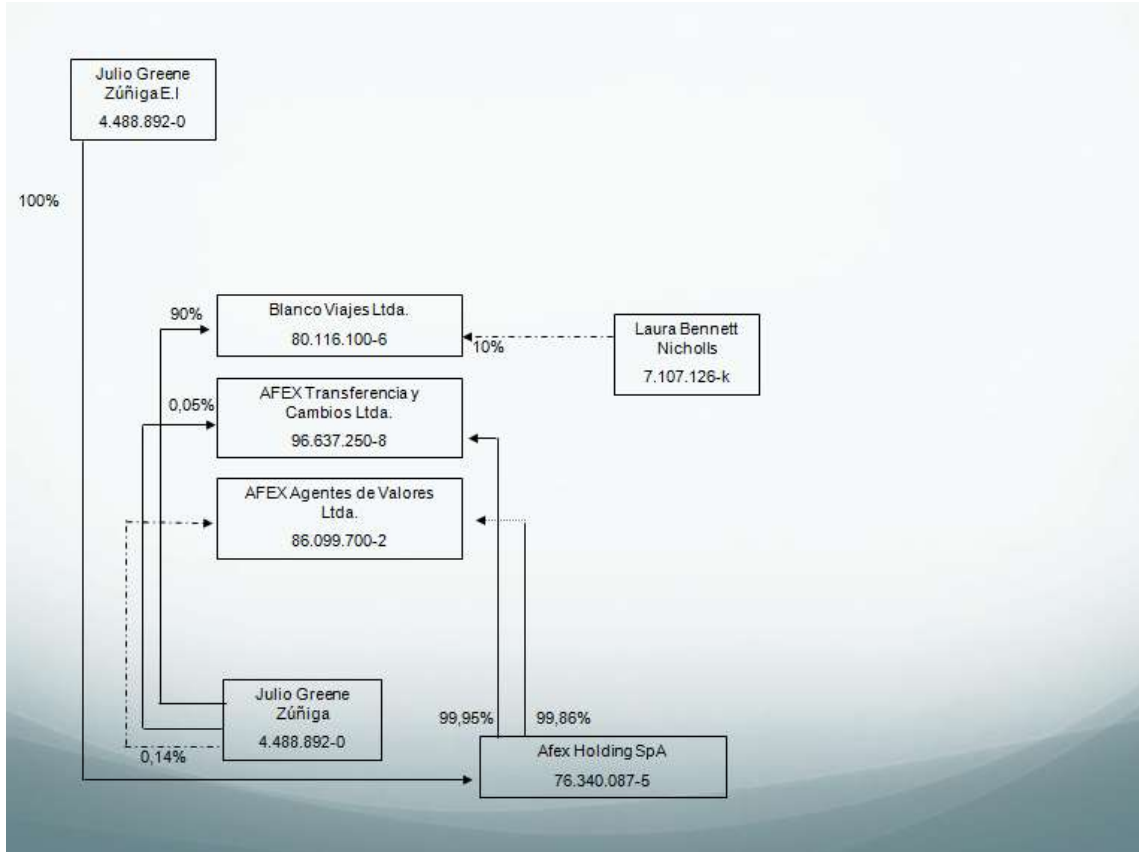 Julio Greene
Zúñiga E.I
4.488.892-0
100%
90%
Blanco Viajes Ltda.
80.116.100-6
10%
Laura Bennett
Nicholls
7.107.126-k
0,05%
AFEX Transferencia y
Cambios Ltda.
96.637.250-8
AFEX Agentes de Valores
Ltda.
86.099.700-2
Julio Greene
Zúñiga
4.488.892-0
0,14%
99,95%
99,86%
Afex Holding SpA
76.340.087-5